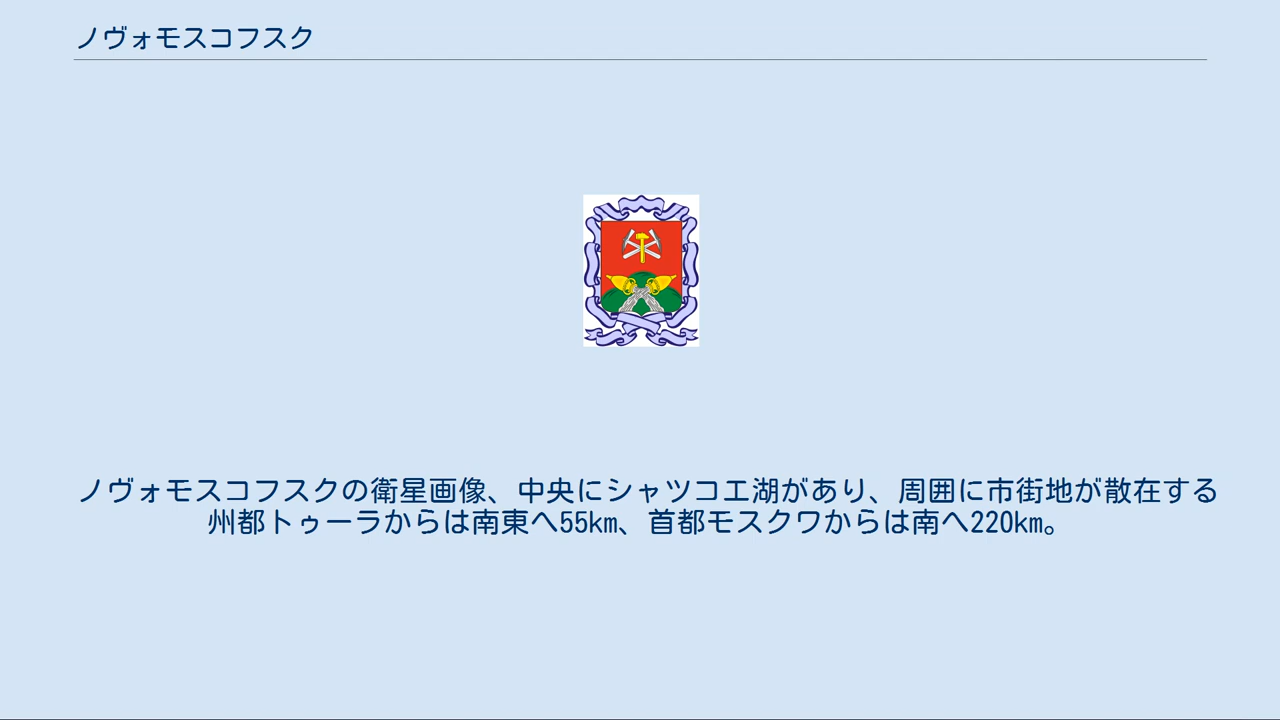 ノヴォモスコフスク
ノヴォモスコフスクの衛星画像、中央にシャツコエ湖があり、周囲に市街地が散在する
州都トゥーラからは南東へ55km、首都モスクワからは南へ220km。